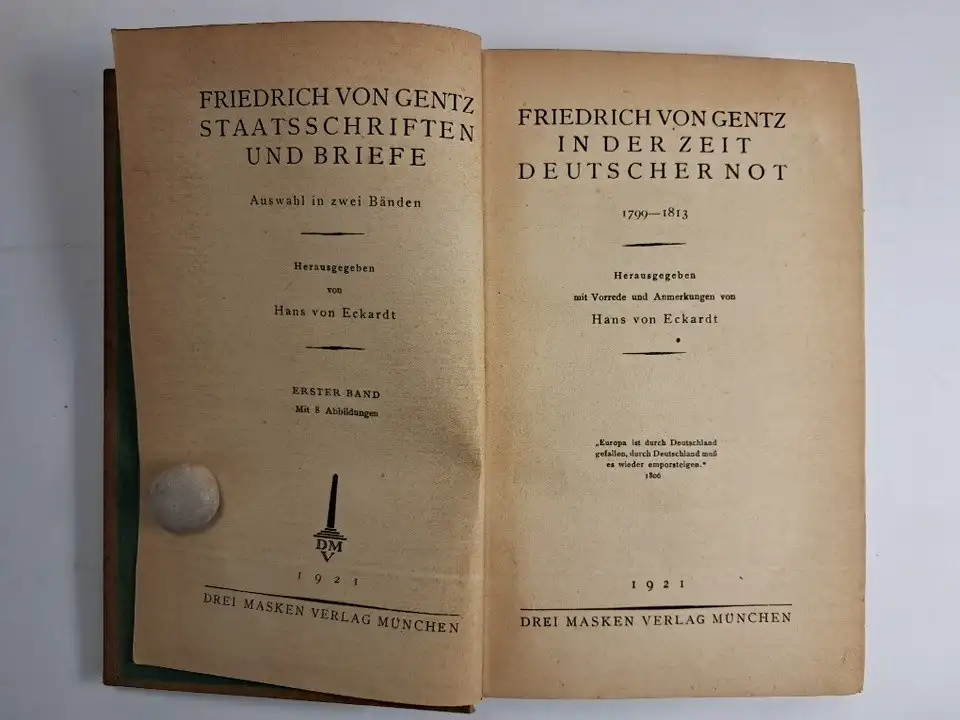 FRIEDRICH VON GENTZ
STAATSSCHRIFTEN
UND BRIEFE
Auswahl in zwei Bänden
Herausgegeben
von
Hans von Eckardt
ERSTER BAND
Mit 8 Abbildungen
DM
V
1921
DREI MASKEN VERLAG MÜNCHEN
FRIEDRICH VON GENTZ
IN DER ZEIT
DEUTSCHER NOT
1799—1813
Herausgegeben
mit Vorrede und Anmerkungen von
Hans von Eckardt
„Europa ist durch Deutschland
gefallen, durch Deutschland muß
es wieder emporsteigen.“
1806
1921
DREI MASKEN VERLAG MÜNCHEN